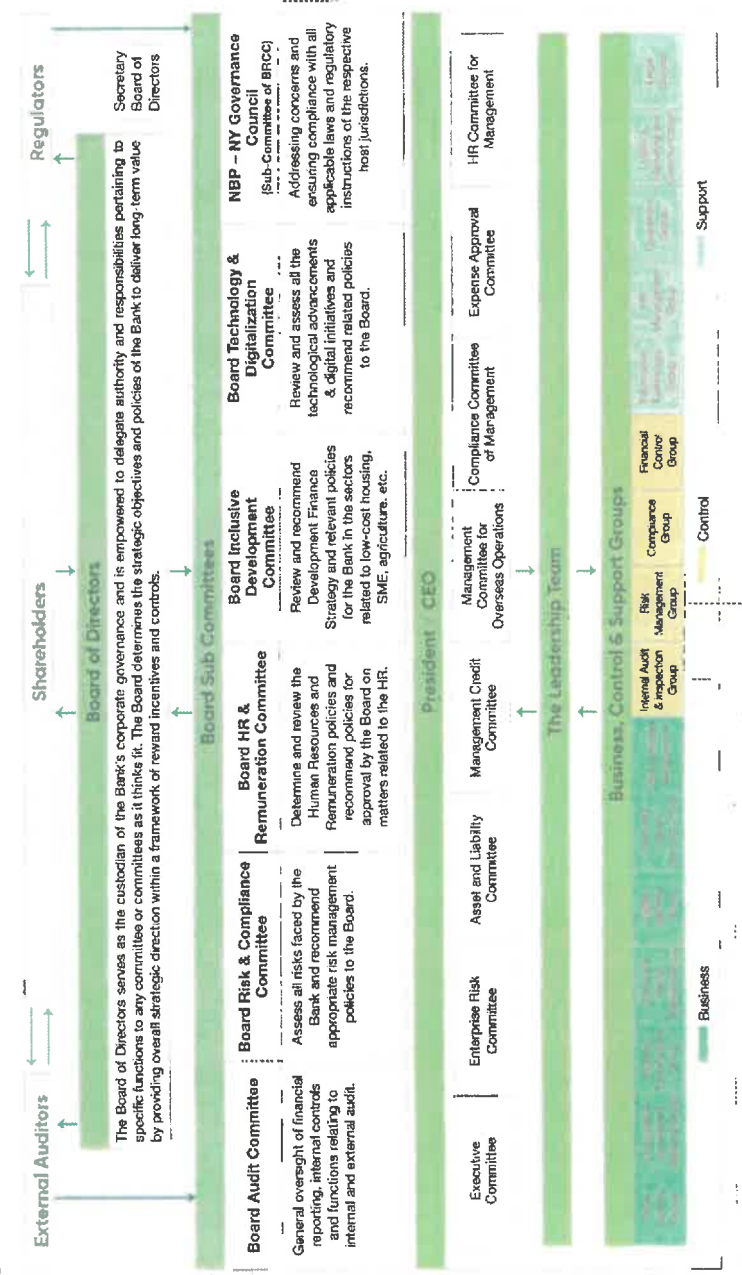 External Auditors
Shareholders
Regulators
Board of Directors
The Board of Directors serves as the custodian of the Bank's corporate governance and is empowered to delegate authority and responsibilities pertaining to
specific functions to any committee or committees as it thinks fit. The Board determines the strategic objectives and policies of the Bank to deliver long-term value
by providing overall strategic direction within a framework of reward incentives and controls.
Secretary
Board of
Directors
Board Sub Committees
Board Audit Committee
General oversight of financial
reporting, internal controls
and functions relating to
internal and external audit.
Board Risk & Compliance
Committee
Assess all risks faced by the
Bank and recommend
appropriate risk management
policies to the Board.
Board HR &
Remuneration Committee
Determine and review the
Human Resources and
Remuneration policies and
recommend policies for
approval by the Board on
matters related to the HR.
Board Inclusive
Development
Committee
Review and recommend
Development Finance
Strategy and relevant policies
for the Bank in the sectors
related to low-cost housing,
SME, agriculture. etc.
Board Technology &
Digitalization
Committee
Review and assess all the
technological advancements
& digital initiatives and
recommend related policies
to the Board.
NBP – NY Governance
Council
(Sub-Committee of BRCC)
Addressing concerns and
ensuring compliance with all
applicable laws and regulatory
instructions of the respective
host jurisdictions.
President / CEO
Executive
Committee
Enterprise Risk
Committee
Asset and Liability
Committee
Management Credit
Committee
Management
Committee for
Overseas Operations
Compliance Committee
of Management
Expense Approval
Committee
HR Committee for
Management
The Leadership Team
Business, Control & Support Groups
Internal Audit
& Inspection
Group
Risk
Management
Group
Compliance
Group
Financial
Control
Group
Business
Control
Support